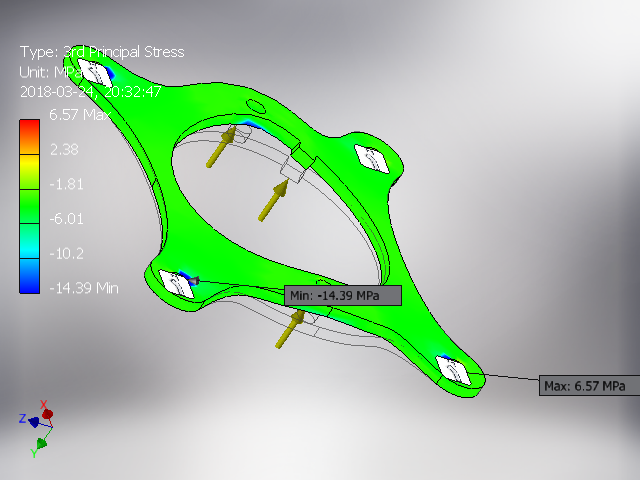 Type: 3rd Principal Stress
Unit: MPa
2018-03-24, 20:32:47
6.57 Max
2.38
-1.81
-6.01
-10.2
-14.39 Min
Min: -14.39 MPa
Max: 6.57 MPa
X
Z
Y